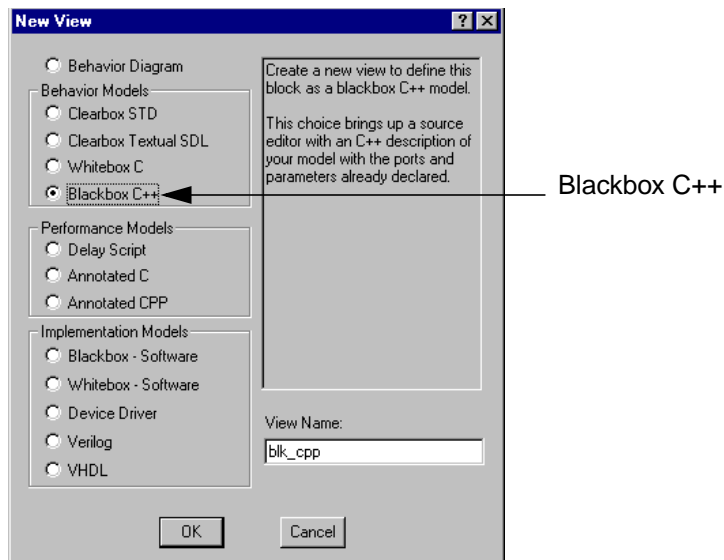 New View
Behavior Diagram
Behavior Models
Clearbox STD
Clearbox Textual SDL
Whitebox C
Blackbox C++
Performance Models
Delay Script
Annotated C
Annotated CPP
Implementation Models
Blackbox - Software
Whitebox - Software
Device Driver
Verilog
VHDL
Create a new view to define this
block as a blackbox C++ model.
This choice brings up a source
editor with an C++ description of
your model with the ports and
parameters already declared.
View Name:
blk_cpp
OK
Cancel
Blackbox C++